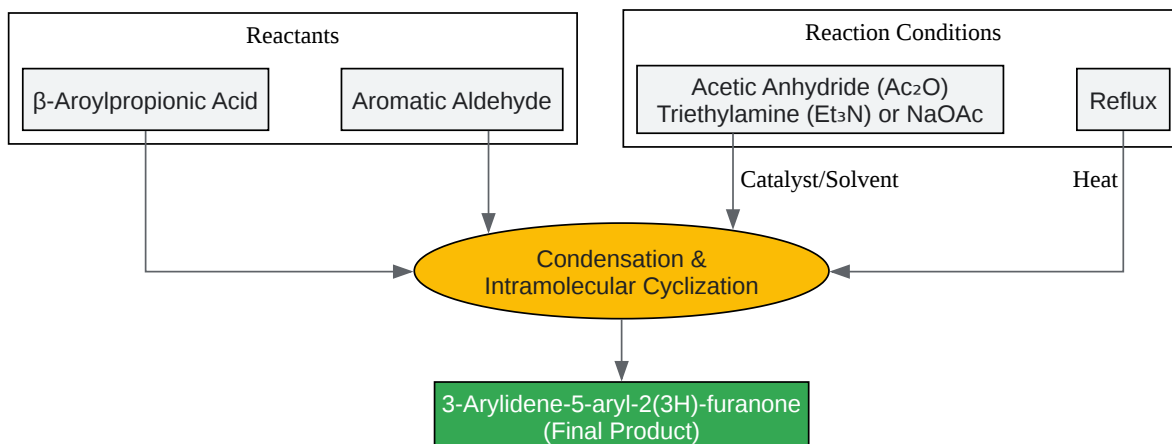 Reactants
β-Aroylpropionic Acid
Aromatic Aldehyde
Reaction Conditions
Acetic Anhydride (Ac₂O)
Triethylamine (Et₃N) or NaOAc
Reflux
Catalyst/Solvent
Heat
Condensation &
Intramolecular Cyclization
3-Arylidene-5-aryl-2(3H)-furanone
(Final Product)